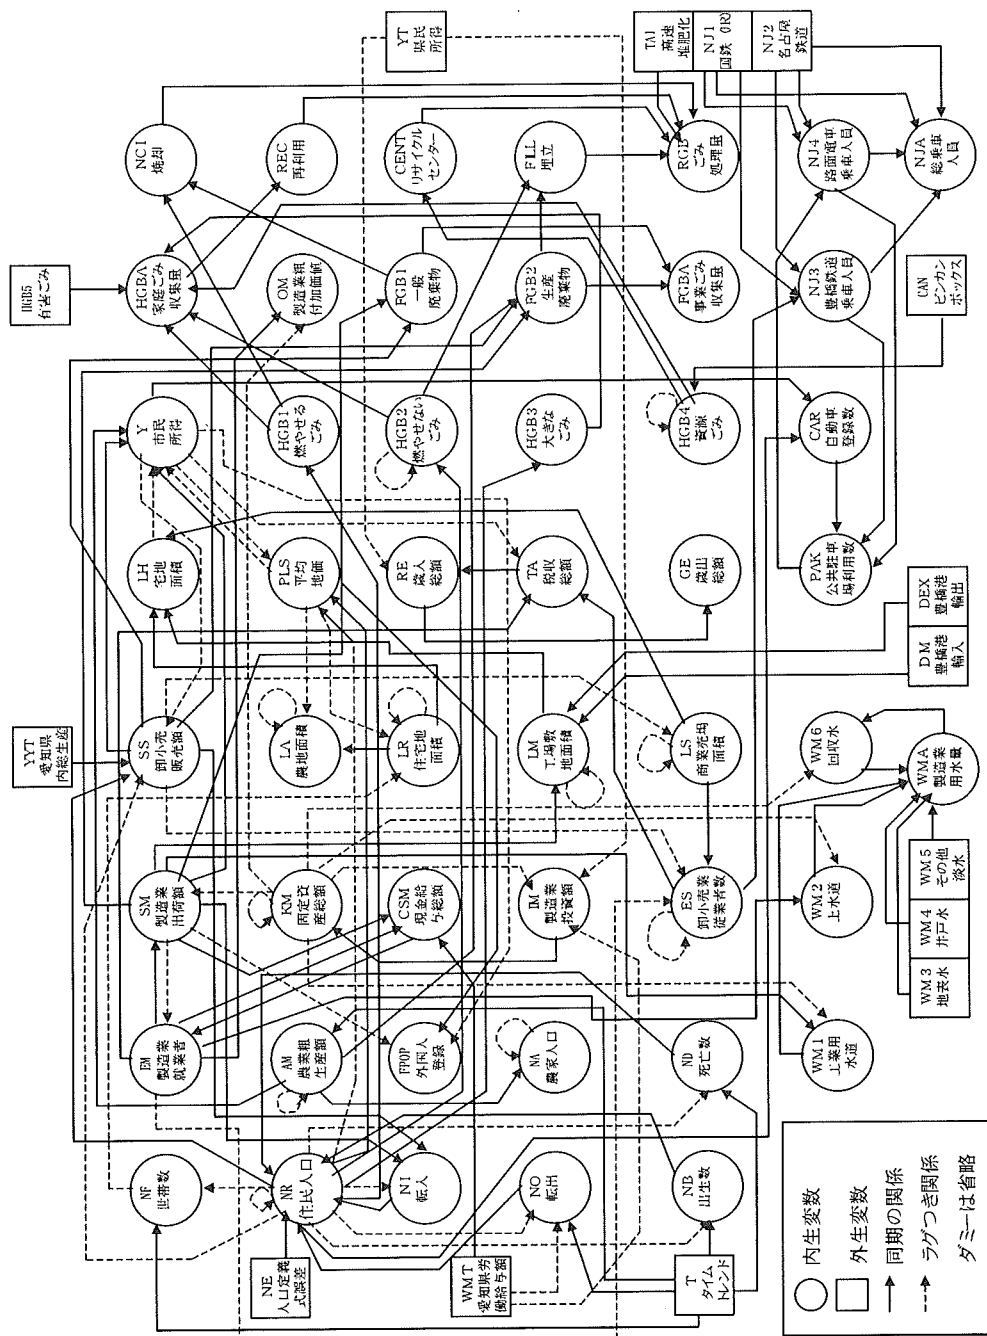 YT
県民
所得
TA1
高速
堆肥化
NJ1
国鉄(JR)
NJ2
名古屋
鉄道
NC1
焼却
REC
再利用
CENT
リサイクル
センター
FILL
埋立
RGB
ごみ
処理量
NJ4
路面電車
乗車人員
NJA
総乗車
人員
HGB5
HGBA
家庭ごみ
収集量
OM
製造業粗
付加価値
FGB1
一般
廃棄物
FGB2
生産
廃棄物
FGBA
事業ごみ
収集量
NJ3
豊橋鉄道
乗車人員
CAN
ビンカン
ボックス
Y
市民
所得
HGB1
燃やせる
ごみ
HGB2
燃やせない
ごみ
HGB3
大きな
ごみ
HGB4
資源
ごみ
CAR
自動車
登録数
LH
宅地
面積
PLS
平均
地価
RE
歳入
総額
TA
税収
総額
GE
歳出
総額
PAK
公共駐車
場利用数
DEX
豊橋港
輸出
DM
豊橋港
輸入
YYT
愛知県
内総生産
SS
卸小売
販売額
LA
農地面積
LR
住宅地
面積
LM
工場敷
地面積
LS
商業売場
面積
WM6
回収水
WMA
製造業
用水量
SM
製造業
出荷額
KM
固定資
産総額
CSM
現金給
与総額
IM
製造業
投資額
ES
卸小売業
従業者数
WM2
上水道
WM5
その他
淡水
WM4
井戸水
WM3
地表水
EM
製造業
就業者
AM
農業粗
生産額
FPOP
外国人
登録
NA
農家人口
ND
死亡数
WM1
工業用
水道
NF
世帯数
NR
住民人口
NI
転入
NO
転出
NB
出生数
NE
人口定義
式誤差
WMT
愛知県労
働給与額
T
タイム
トレンド
内生変数
外生変数
同期の関係
ラグつき関係
ダミーは省略